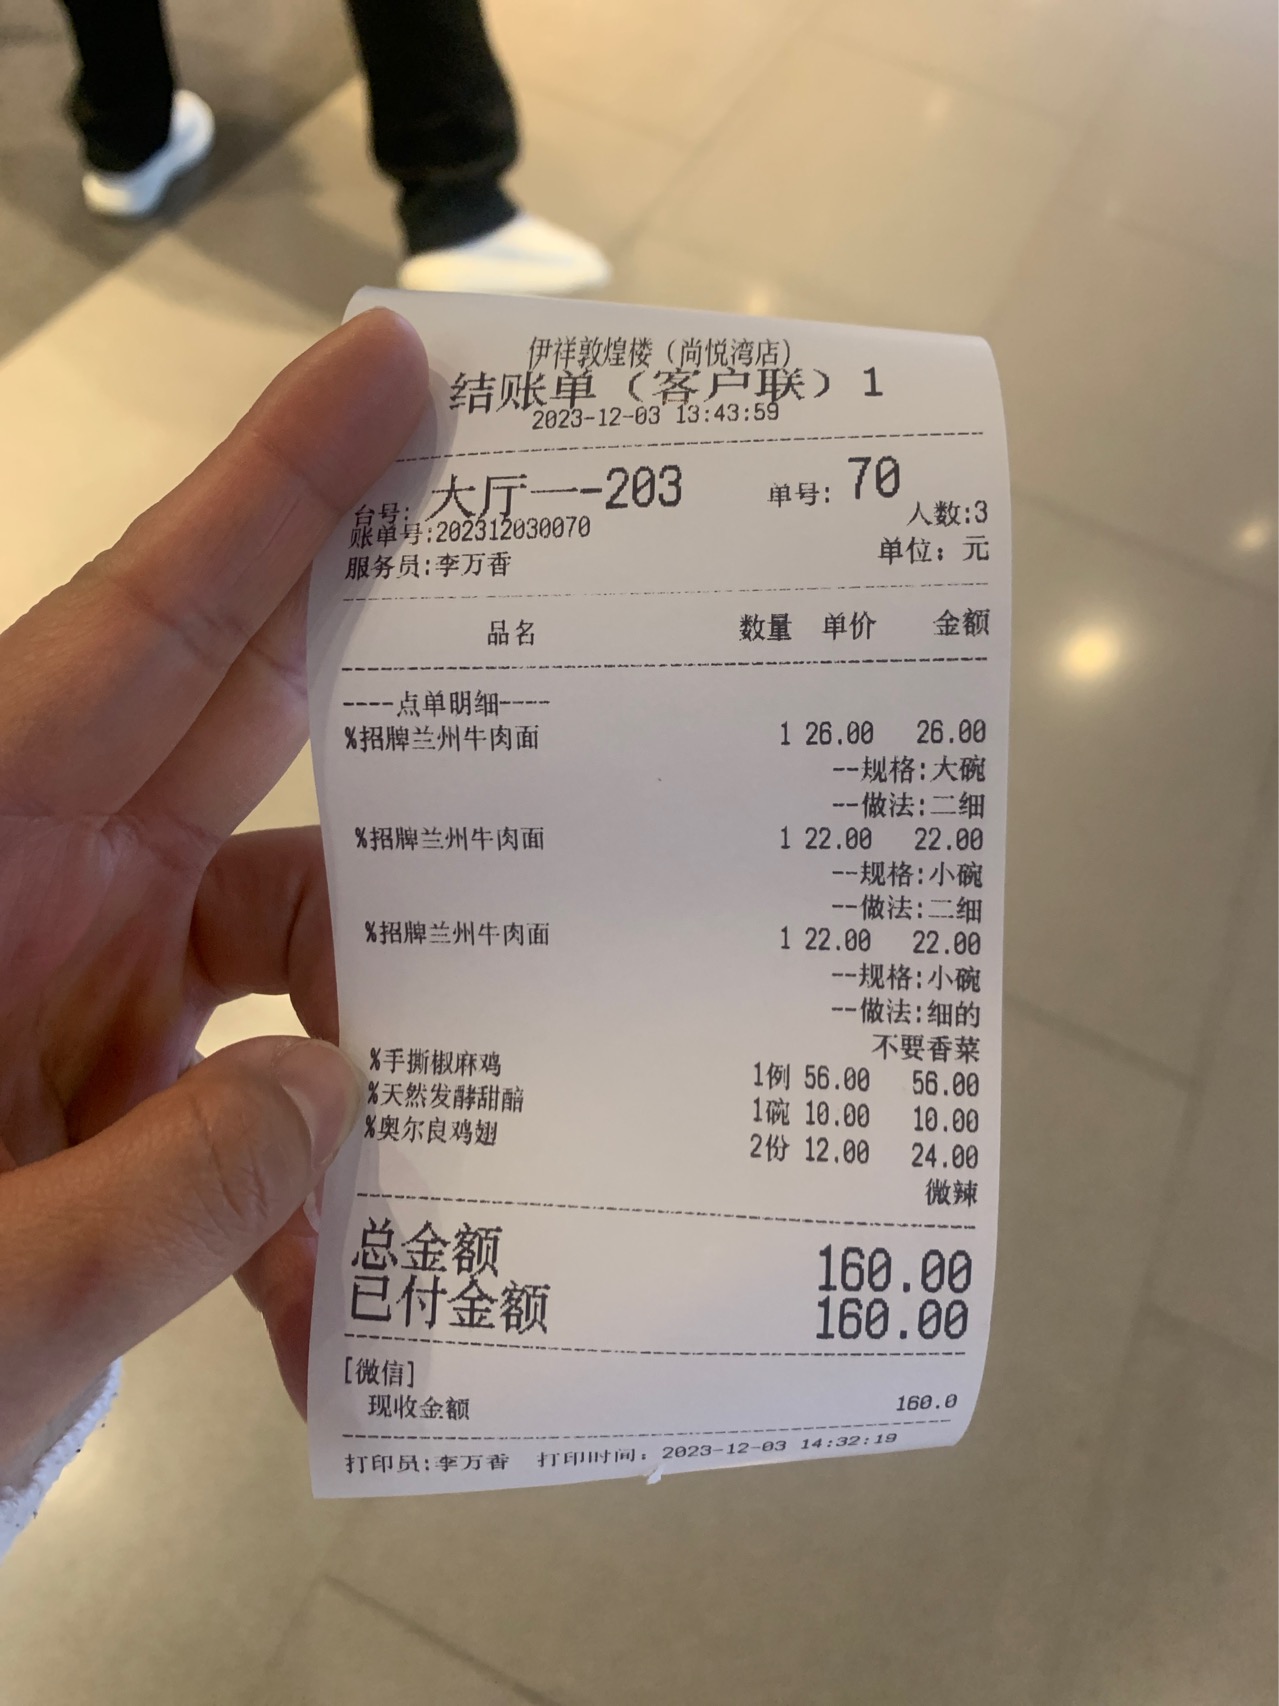 伊祥敦煌楼（尚悦湾店）
结账单（客户联）1
2023-12-03 13:43:59
台号: 大厅一-203 单号: 70
人数:3
账单号:202312030070
服务员:李万香 单位: 元
品名 数量 单价 金额
----点单明细----
%招牌兰州牛肉面 1 26.00 26.00
--规格:大碗
--做法:二细
%招牌兰州牛肉面 1 22.00 22.00
--规格:小碗
--做法:二细
%招牌兰州牛肉面 1 22.00 22.00
--规格:小碗
--做法:细的
不要香菜
%手撕椒麻鸡 1例 56.00 56.00
%天然发酵甜醅 1碗 10.00 10.00
%奥尔良鸡翅 2份 12.00 24.00
微辣
总金额 160.00
已付金额 160.00
[微信]
现收金额 160.0
打印员:李万香 打印时间: 2023-12-03 14:32:19